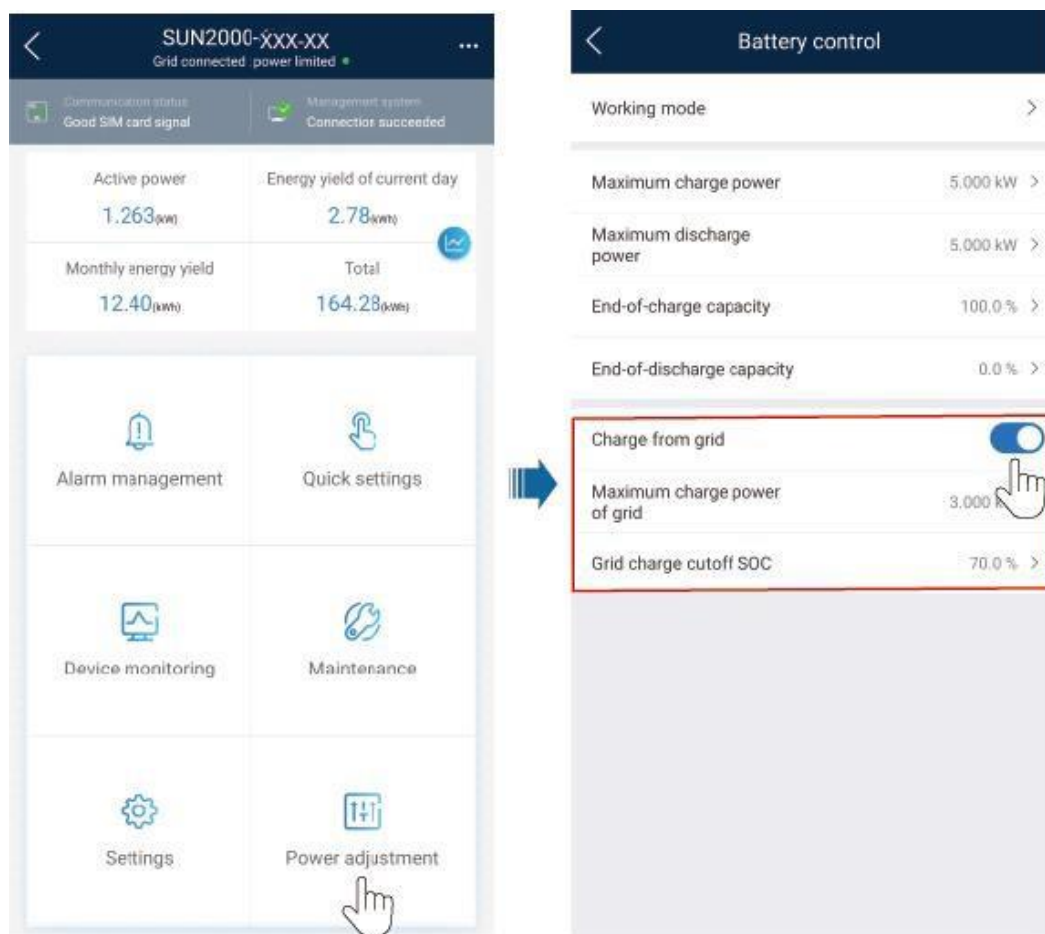 SUN2000-XXX-XX
Grid connected power limited
Communication status
Management system
Good SIM card signal
Connection succeeded
Active power
Energy yield of current day
1.263(kW)
2.78(kWh)
Monthly energy yield
Total
12.40(kWh)
164.28(kWh)
Alarm management
Quick settings
Device monitoring
Maintenance
Settings
Power adjustment
Battery control
Working mode
Maximum charge power
5.000 kW
Maximum discharge
power
5.000 kW
End-of-charge capacity
100.0 %
End-of-discharge capacity
0.0 %
Charge from grid
Maximum charge power
of grid
3.000
Grid charge cutoff SOC
70.0 %